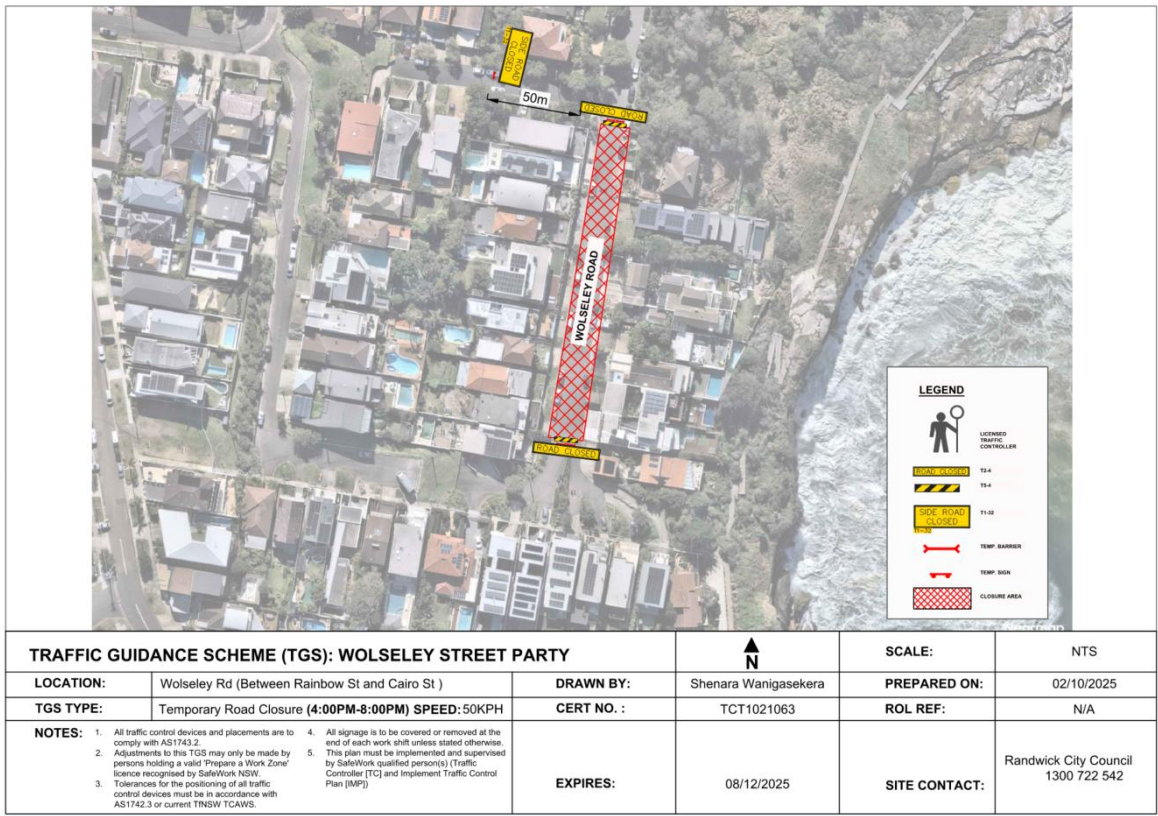 SIDE ROAD
CLOSED
50m
ROAD CLOSED
WOLSELEY ROAD
ROAD CLOSED
LEGEND
LICENSED
TRAFFIC
CONTROLLER
ROAD CLOSED T2-4
T5-4
SIDE ROAD
CLOSED
T1-32
T1-32
TEMP. BARRIER
TEMP. SIGN
CLOSURE AREA
TRAFFIC GUIDANCE SCHEME (TGS): WOLSELEY STREET PARTY
N
SCALE: NTS
LOCATION: Wolseley Rd (Between Rainbow St and Cairo St )
DRAWN BY: Shenara Wanigasekera
PREPARED ON: 02/10/2025
TGS TYPE: Temporary Road Closure (4:00PM-8:00PM) SPEED:50KPH
CERT NO. : TCT1021063
ROL REF: N/A
NOTES:
1. All traffic control devices and placements are to
comply with AS1743.2.
2. Adjustments to this TGS may only be made by
persons holding a valid 'Prepare a Work Zone'
licence recognised by SafeWork NSW.
3. Tolerances for the positioning of all traffic
control devices must be in accordance with
AS1742.3 or current TfNSW TCAWS.
4. All signage is to be covered or removed at the
end of each work shift unless stated otherwise.
5. This plan must be implemented and supervised
by SafeWork qualified person(s) (Traffic
Controller [TC] and Implement Traffic Control
Plan [IMP])
EXPIRES: 08/12/2025
SITE CONTACT: Randwick City Council
1300 722 542